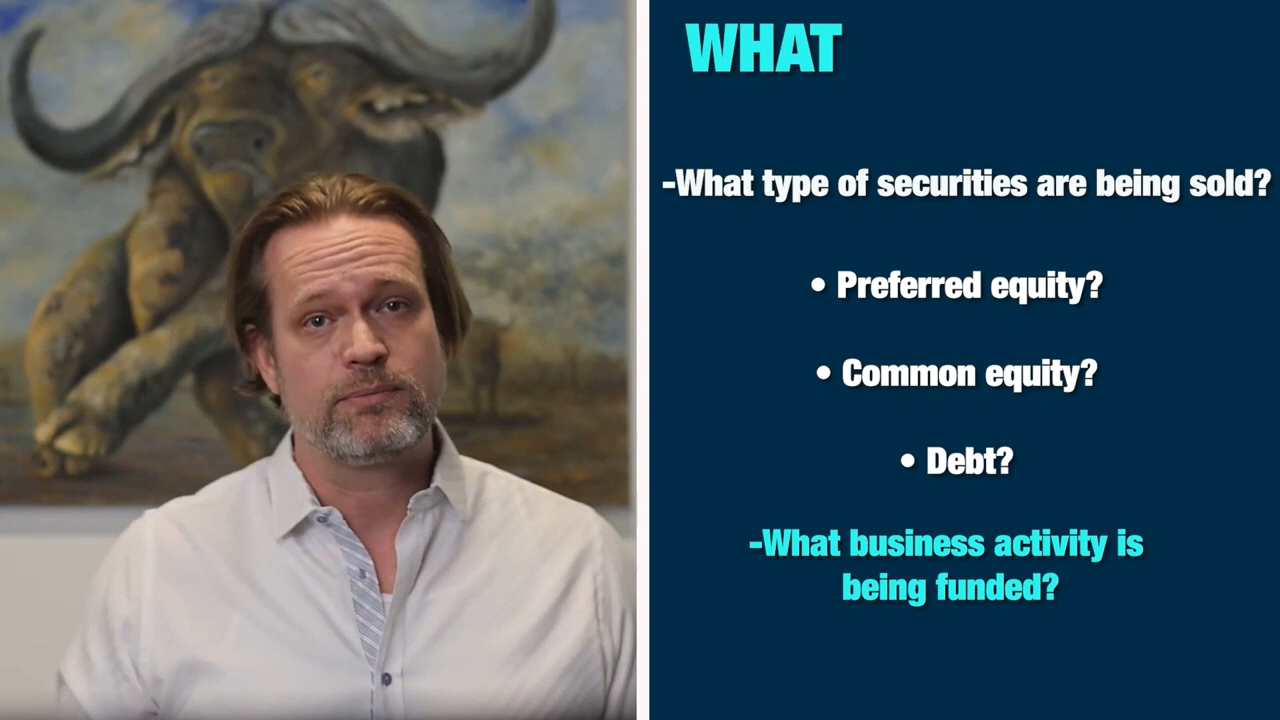 WHAT
-What type of securities are being sold?
• Preferred equity?
• Common equity?
• Debt?
-What business activity is
being funded?